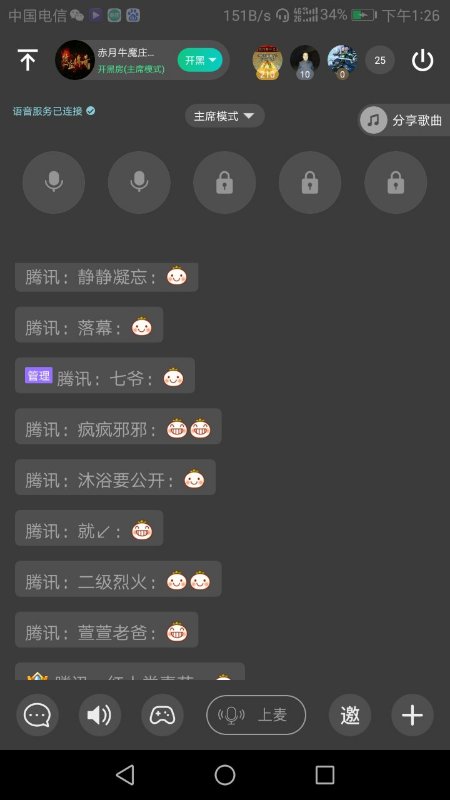 中国电信 151B/s 4G 2G 34% 下午1:26
赤月牛魔庄...
开黑房(主席模式)
开黑
210 10 0 25
语音服务已连接
主席模式
分享歌曲
腾讯：静静凝忘：
腾讯：落幕：
管理 腾讯：七爷：
腾讯：疯疯邪邪：
腾讯：沐浴要公开：
腾讯：就↙：
腾讯：二级烈火：
腾讯：萱萱老爸：
腾讯：
上麦 邀